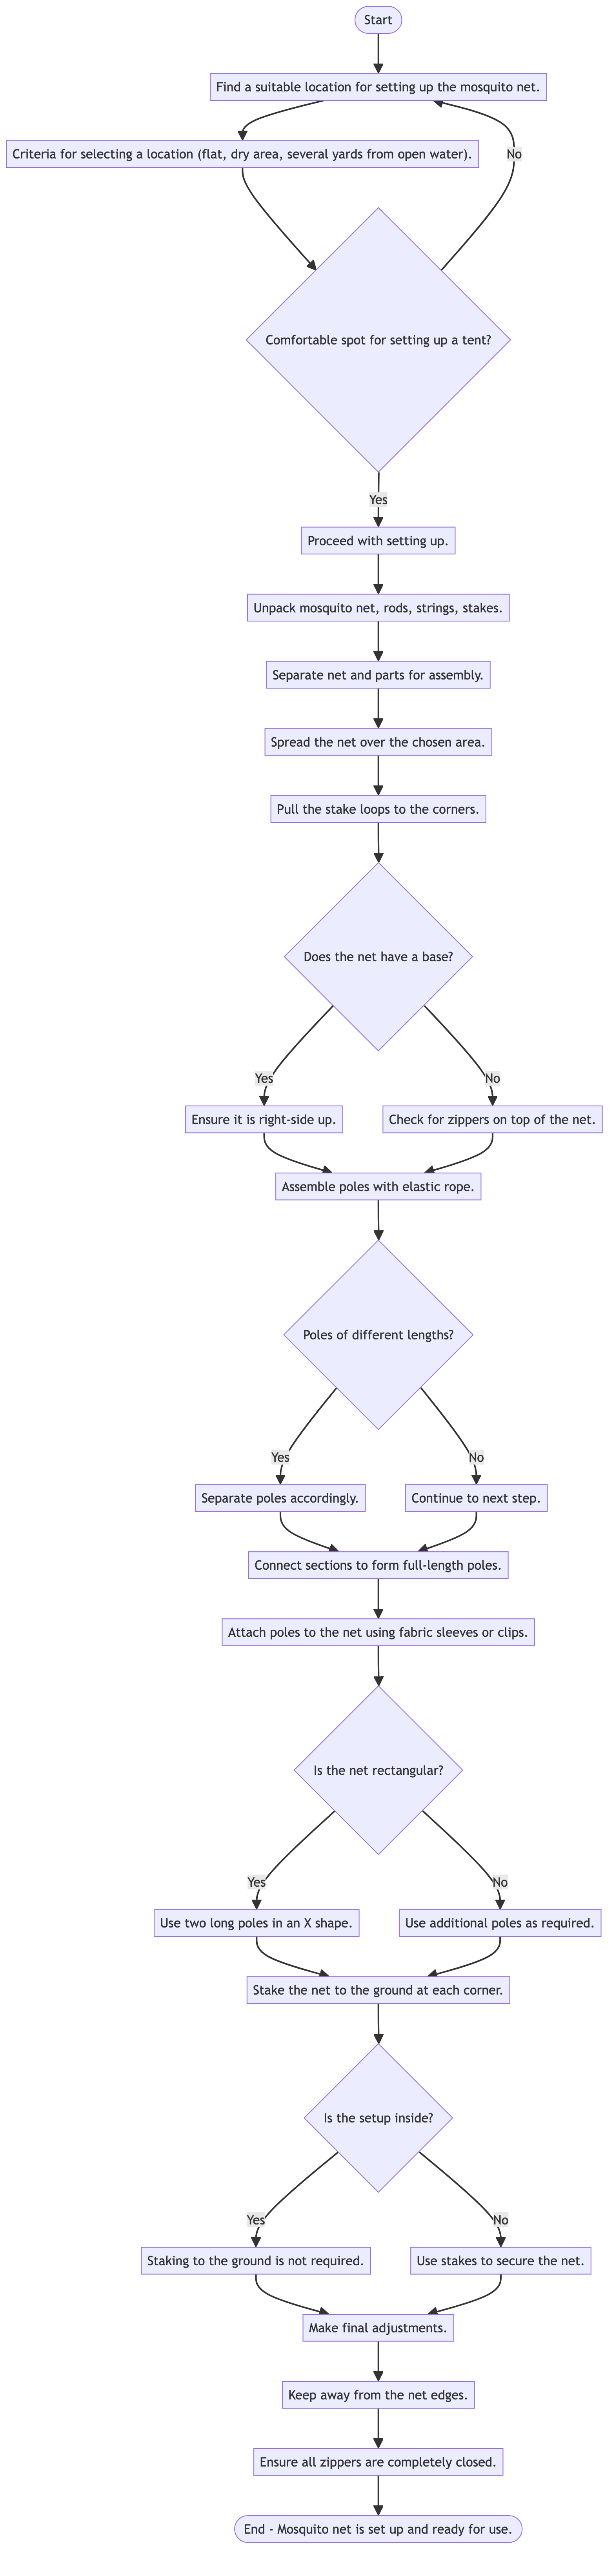 Start
Find a suitable location for setting up the mosquito net.
Criteria for selecting a location (flat, dry area, several yards from open water).
No
Comfortable spot for setting up a tent?
Yes
Proceed with setting up.
Unpack mosquito net, rods, strings, stakes.
Separate net and parts for assembly.
Spread the net over the chosen area.
Pull the stake loops to the corners.
Does the net have a base?
Yes
No
Ensure it is right-side up.
Check for zippers on top of the net.
Assemble poles with elastic rope.
Poles of different lengths?
Yes
No
Separate poles accordingly.
Continue to next step.
Connect sections to form full-length poles.
Attach poles to the net using fabric sleeves or clips.
Is the net rectangular?
Yes
No
Use two long poles in an X shape.
Use additional poles as required.
Stake the net to the ground at each corner.
Is the setup inside?
Yes
No
Staking to the ground is not required.
Use stakes to secure the net.
Make final adjustments.
Keep away from the net edges.
Ensure all zippers are completely closed.
End - Mosquito net is set up and ready for use.